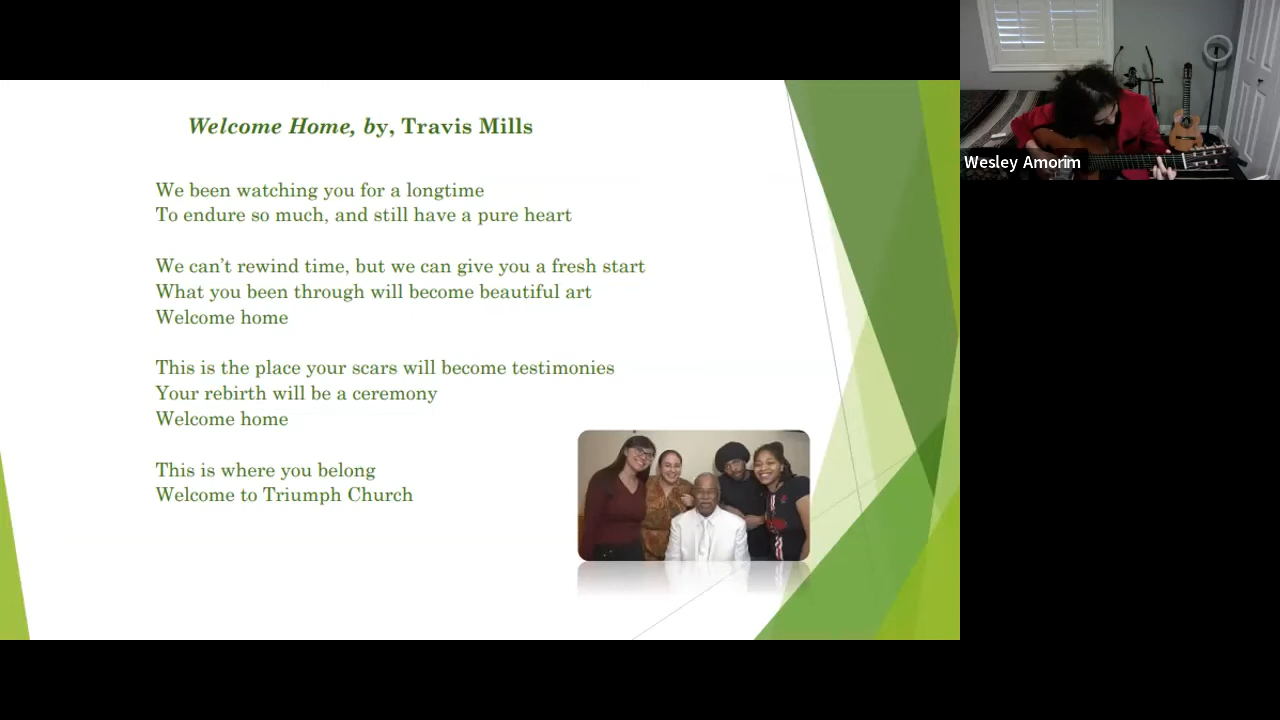 Welcome Home, by, Travis Mills
We been watching you for a longtime
To endure so much, and still have a pure heart
We can't rewind time, but we can give you a fresh start
What you been through will become beautiful art
Welcome home
This is the place your scars will become testimonies
Your rebirth will be a ceremony
Welcome home
This is where you belong
Welcome to Triumph Church
Wesley Amorim